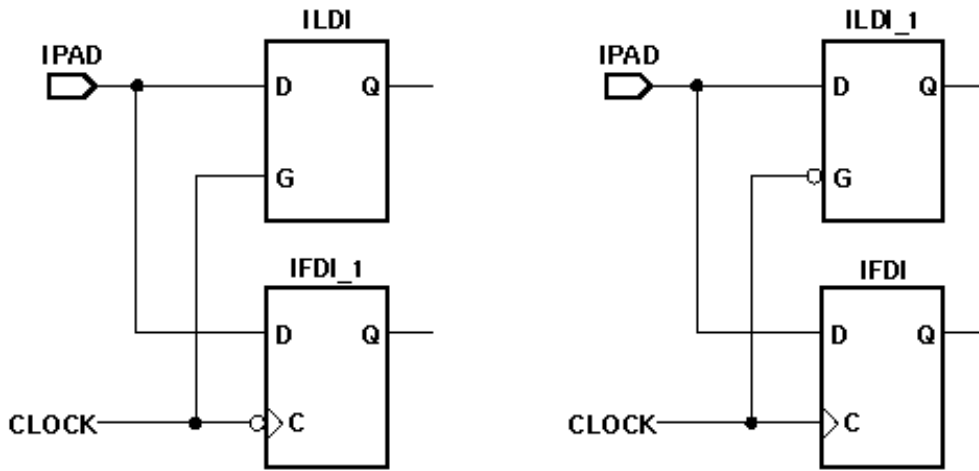 ILDI
IPAD
D Q
G
IFDI_1
D Q
CLOCK
C
ILDI_1
IPAD
D Q
G
IFDI
D Q
CLOCK
C